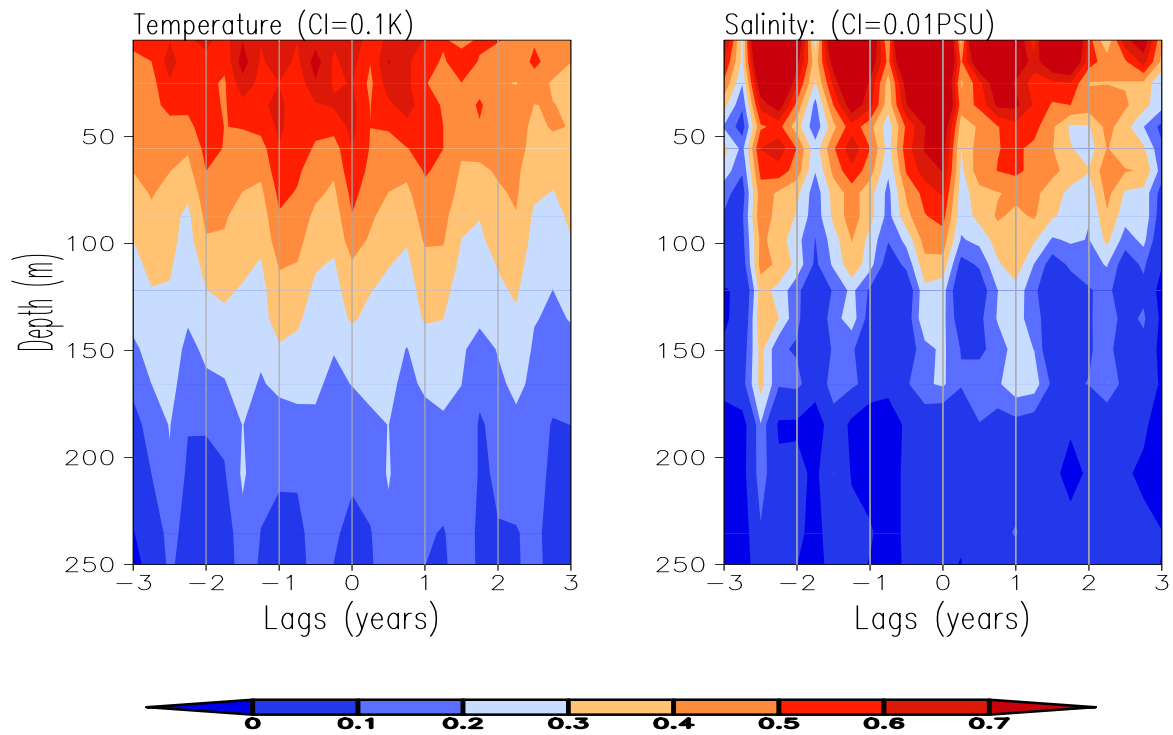 Temperature (CI=0.1K)
Salinity: (CI=0.01PSU)
Depth (m)
50
100
150
200
250
−3 −2 −1 0 1 2 3
Lags (years)
50
100
150
200
250
−3 −2 −1 0 1 2 3
Lags (years)
0 0.1 0.2 0.3 0.4 0.5 0.6 0.7